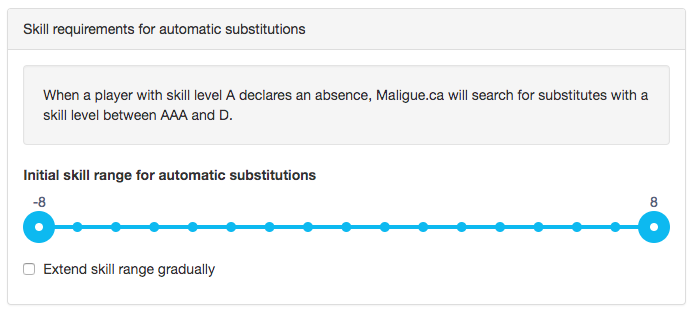 Skill requirements for automatic substitutions
When a player with skill level A declares an absence, Maligue.ca will search for substitutes with a
skill level between AAA and D.
Initial skill range for automatic substitutions
-8 8
Extend skill range gradually